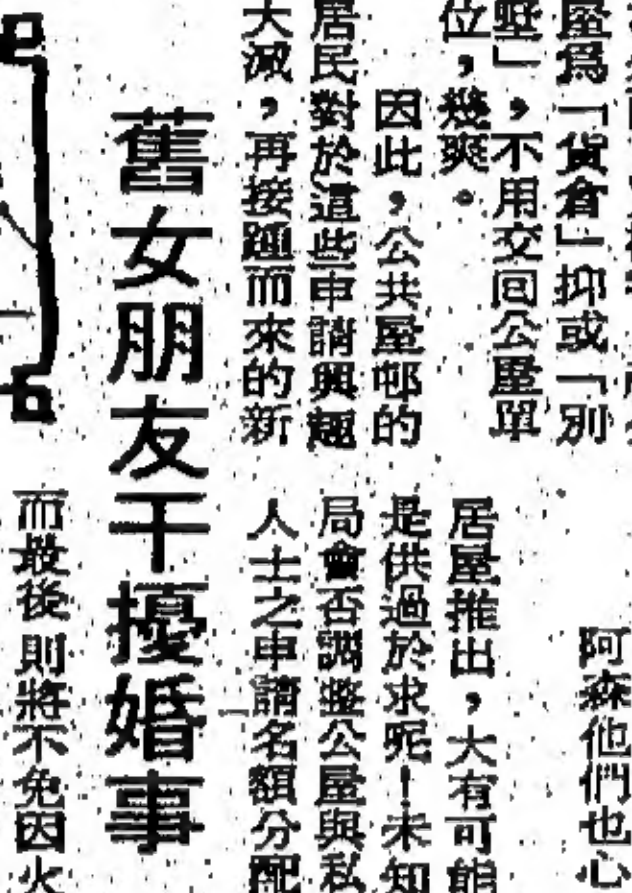 屋爲「貨倉」抑或「別
墅」，不用交回公屋單
位，幾爽。
因此，公共屋邨的
居民對於這些申請興趣
大減，再接踵而來的新
居屋推出，大有可能
是供過於求呢！未知
局會否調整公屋與私
人士之申請名額分配
阿森他們也心
舊女朋友干擾婚事
而最後則將不免因火